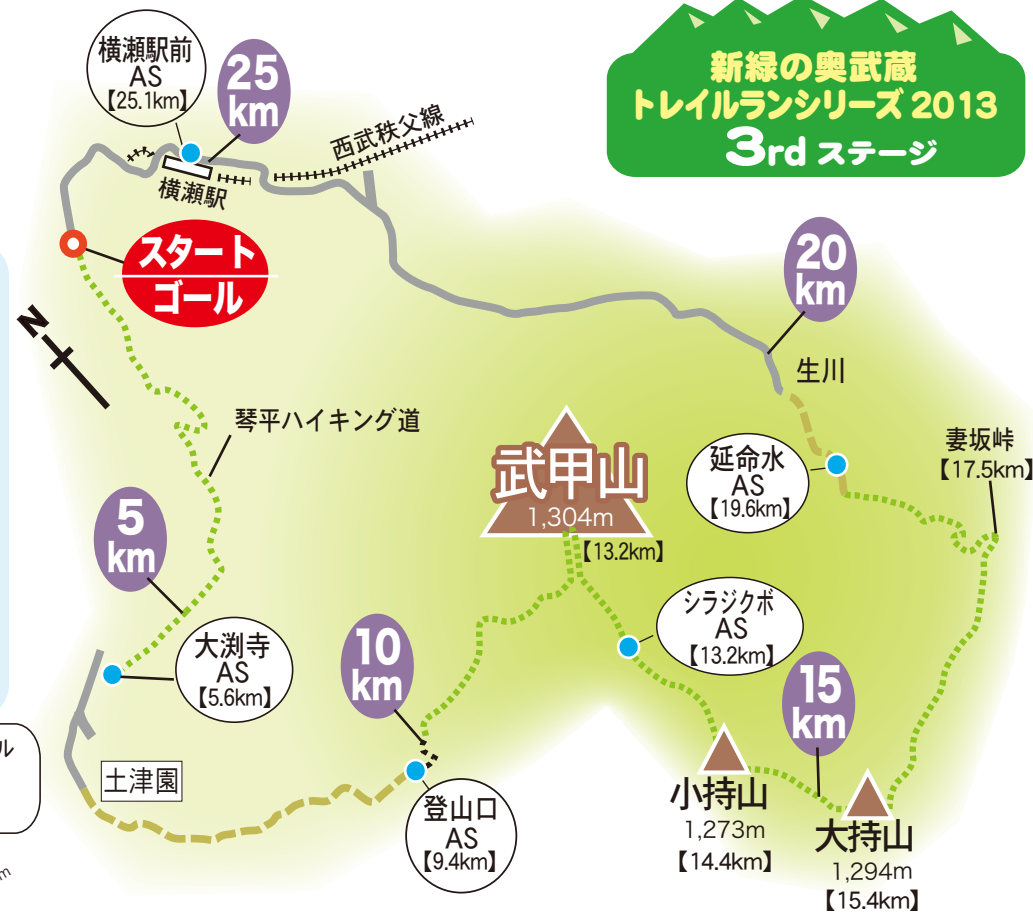 新緑の奥武蔵
トレイルランシリーズ 2013
3rd ステージ
横瀬駅前
AS
【25.1km】
25
km
西武秩父線
横瀬駅
スタート
ゴール
N
20
km
生川
琴平ハイキング道
妻坂峠
【17.5km】
延命水
AS
【19.6km】
武甲山
1,304m
【13.2km】
5
km
シラジクボ
AS
【13.2km】
大渕寺
AS
【5.6km】
10
km
15
km
ル
土津園
登山口
AS
【9.4km】
小持山
1,273m
【14.4km】
大持山
1,294m
【15.4km】
m